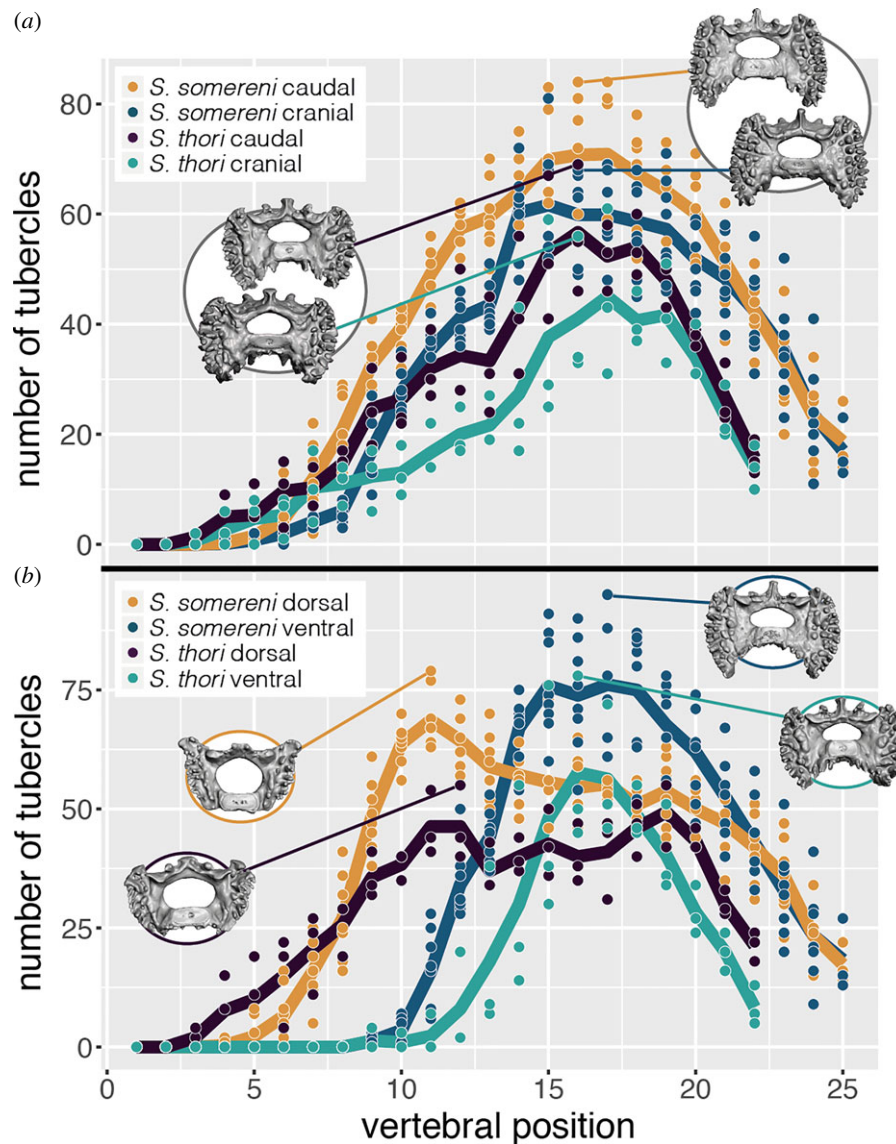 (a)
S. somereni caudal
S. somereni cranial
S. thori caudal
S. thori cranial
number of tubercles
80
60
40
20
0
(b)
S. somereni dorsal
S. somereni ventral
S. thori dorsal
S. thori ventral
number of tubercles
75
50
25
0
0 5 10 15 20 25
vertebral position